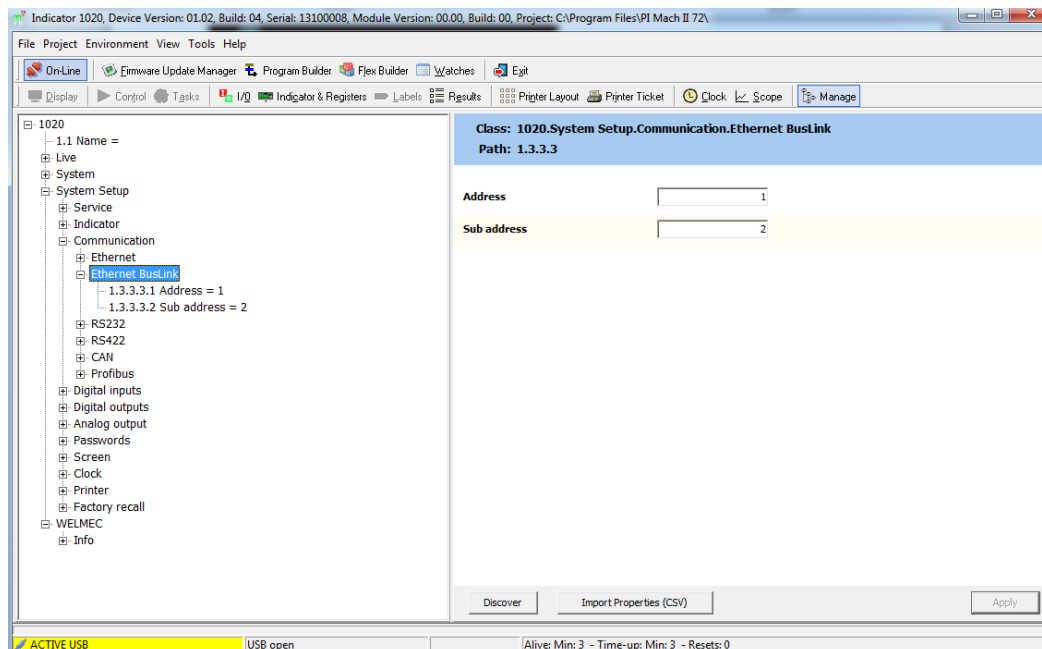 Indicator 1020, Device Version: 01.02, Build: 04, Serial: 13100008, Module Version: 00.00, Build: 00, Project: C:\Program Files\PI Mach II 72\
File Project Environment View Tools Help
On-Line Firmware Update Manager Program Builder Flex Builder Watches Exit
Display Control Tasks I/O Indicator & Registers Labels Results Printer Layout Printer Ticket Clock Scope Manage
1020
1.1 Name =
Live
System
System Setup
Service
Indicator
Communication
Ethernet
Ethernet BusLink
1.3.3.3.1 Address = 1
1.3.3.3.2 Sub address = 2
RS232
RS422
CAN
Profibus
Digital inputs
Digital outputs
Analog output
Passwords
Screen
Clock
Printer
Factory recall
WELMEC
Info
Class: 1020.System Setup.Communication.Ethernet BusLink
Path: 1.3.3.3
Address 1
Sub address 2
Discover Import Properties (CSV) Apply
ACTIVE USB USB open Alive: Min: 3 - Time-up: Min: 3 - Resets: 0